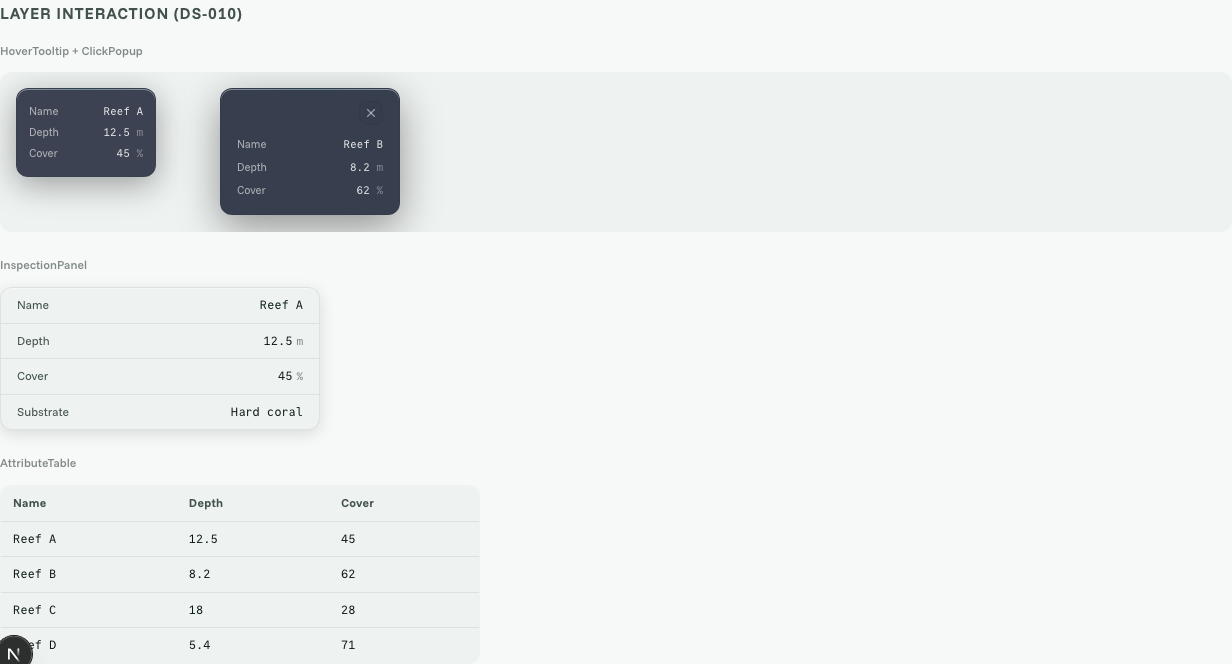 LAYER INTERACTION (DS-010)
HoverTooltip + ClickPopup
Name Reef A
Depth 12.5 m
Cover 45 %
×
Name Reef B
Depth 8.2 m
Cover 62 %
InspectionPanel
Name Reef A
Depth 12.5 m
Cover 45 %
Substrate Hard coral
AttributeTable
Name Depth Cover
Reef A 12.5 45
Reef B 8.2 62
Reef C 18 28
ef D 5.4 71
N